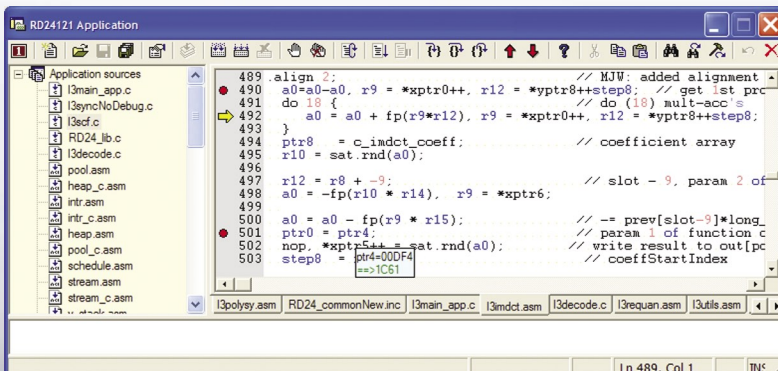 RD24121 Application
Application sources
l3main_app.c
l3syncNoDebug.c
l3scf.c
RD24_lib.c
l3decode.c
pool.asm
heap_c.asm
intr.asm
intr_c.asm
heap.asm
pool_c.asm
schedule.asm
stream.asm
stream_c.asm
489 .align 2; // MJW: added alignment
490 a0=a0-a0, r9 = *xptr0++, r12 = *yptr8++step8; // get 1st pro
491 do 18 { // do (18) mult-acc's
492 a0 = a0 + fp(r9*r12), r9 = *xptr0++, r12 = *yptr8++step8;
493 }
494 ptr8 = c_imdct_coeff; // coefficient array
495 r10 = sat.rnd(a0);
496
497 r12 = r8 + -9; // slot - 9, param 2 of
498 a0 = -fp(r10 * r14), r9 = *xptr6;
499
500 a0 = a0 - fp(r9 * r15); // -= prev[slot-9]*long_
501 ptr0 = ptr4; // param 1 of function c
502 nop, *xptr5++ = sat.rnd(a0); // write result to out[po
503 step8 = // coeffStartIndex
ptr4=00DF4
==>1C61
l3polysy.asm RD24_commonNew.inc l3main_app.c l3imdct.asm l3decode.c l3requan.asm l3utils.asm
Ln 489, Col 1 INS